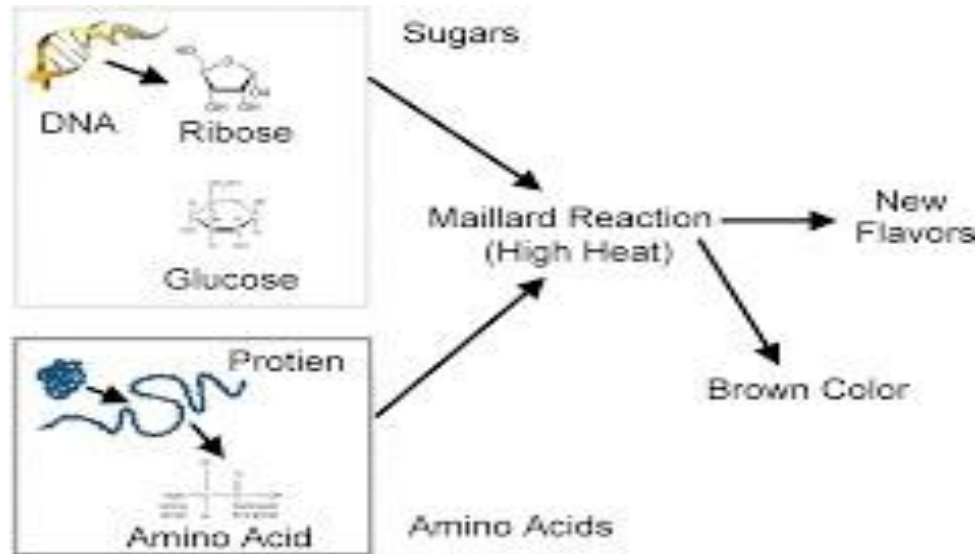 Sugars
DNA
Ribose
Glucose
Maillard Reaction
(High Heat)
New
Flavors
Brown Color
Protien
Amino Acid
Amino Acids